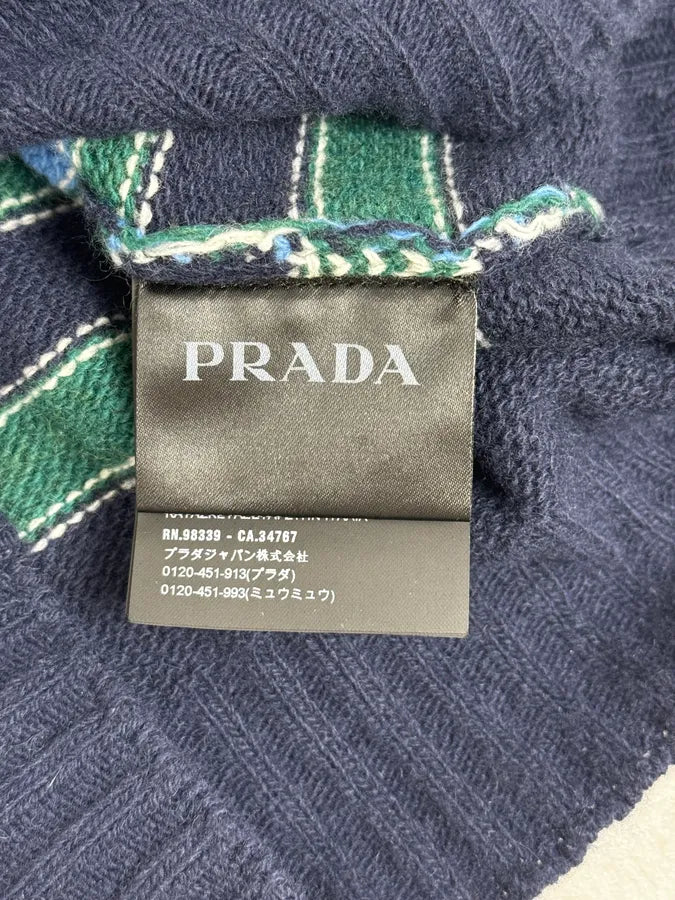 PRADA
RN.98339 - CA.34767
プラダジャパン株式会社
0120-451-913(プラダ)
0120-451-993(ミュウミュウ)